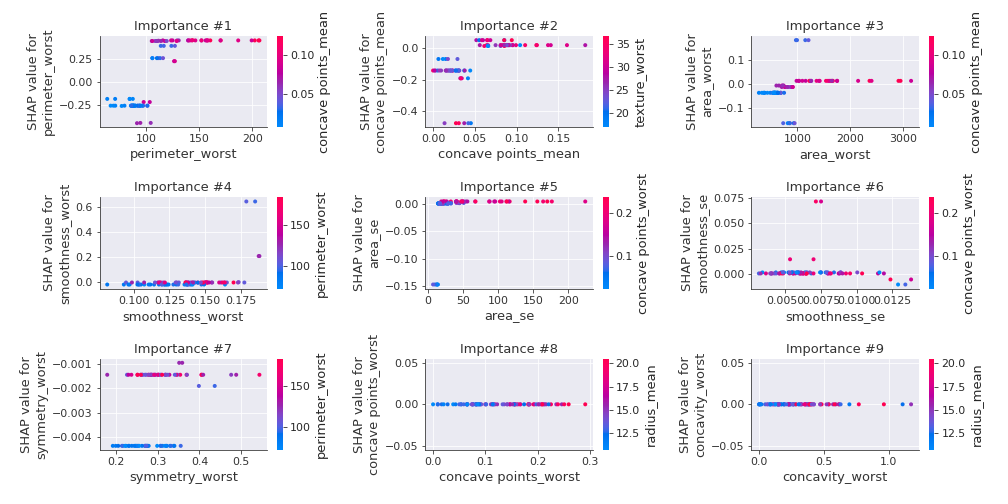 Importance #1
SHAP value for
perimeter_worst
0.25
0.00
−0.25
100
150
200
perimeter_worst
0.10
0.05
concave points_mean
Importance #2
SHAP value for
concave points_mean
0.0
−0.2
−0.4
0.00
0.05
0.10
0.15
concave points_mean
35
30
25
20
texture_worst
Importance #3
SHAP value for
area_worst
0.1
0.0
−0.1
1000
2000
3000
area_worst
0.10
0.05
concave points_mean
Importance #4
SHAP value for
smoothness_worst
0.6
0.4
0.2
0.0
0.100
0.125
0.150
0.175
smoothness_worst
150
100
perimeter_worst
Importance #5
SHAP value for
area_se
0.00
−0.05
−0.10
−0.15
0
50
100
150
200
area_se
0.2
0.1
concave points_worst
Importance #6
SHAP value for
smoothness_se
0.075
0.050
0.025
0.000
0.0050
0.0075
0.0100
0.0125
smoothness_se
0.2
0.1
concave points_worst
Importance #7
SHAP value for
symmetry_worst
−0.001
−0.002
−0.003
−0.004
0.2
0.3
0.4
0.5
symmetry_worst
150
100
perimeter_worst
Importance #8
SHAP value for
concave points_worst
0.05
0.00
−0.05
0.0
0.1
0.2
0.3
concave points_worst
20.0
17.5
15.0
12.5
radius_mean
Importance #9
SHAP value for
concavity_worst
0.05
0.00
−0.05
0.0
0.5
1.0
concavity_worst
20.0
17.5
15.0
12.5
radius_mean